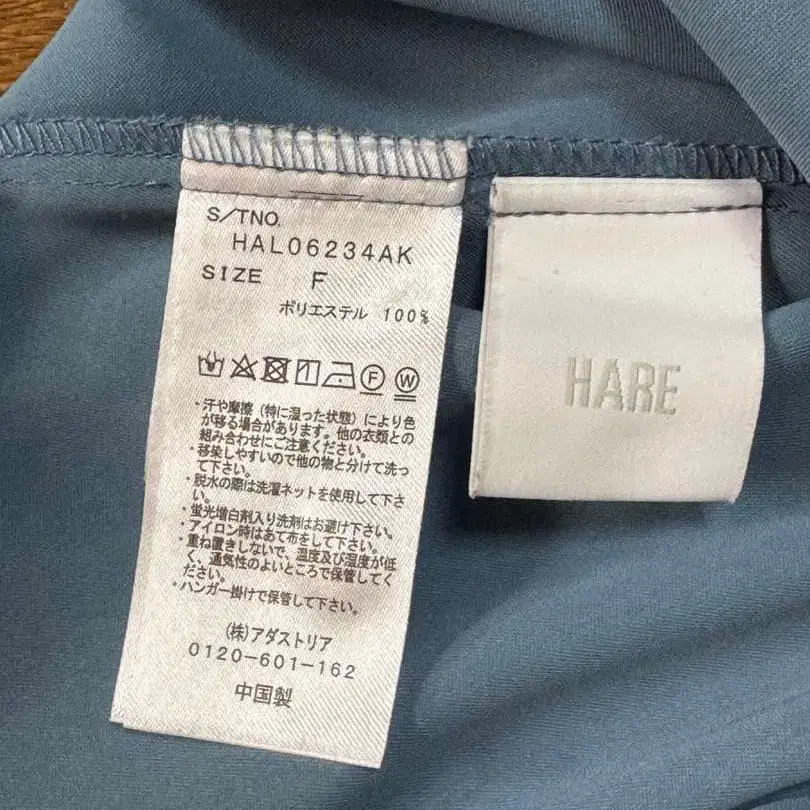 S/TNO.
HAL06234AK
SIZE F
ポリエステル 100%
F W
・汗や摩擦（特に湿った状態）により色
が移る場合があります。他の衣類との
組み合わせにご注意ください。
・移染しやすいので他の物と分けて洗っ
て下さい。
・脱水の際は洗濯ネットを使用して下さ
い。
・蛍光増白剤入り洗剤はお避け下さい。
・アイロン時はあて布をして下さい。
・重ね置きしないで、温度及び湿度が低
く、通気性のよいところで保管してく
ださい。
・ハンガー掛けで保管して下さい。
(株)アダストリア
0120-601-162
中国製
HARE